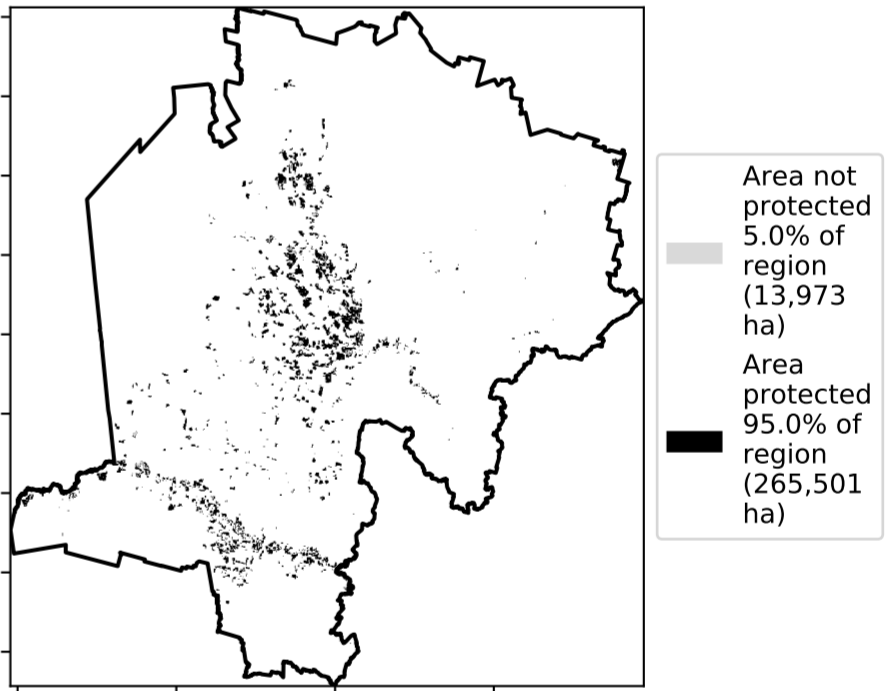 Area not
protected
5.0% of
region
(13,973
ha)
Area
protected
95.0% of
region
(265,501
ha)